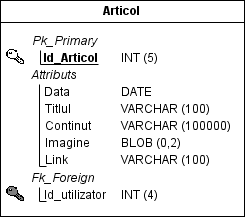 Articol
Pk_Primary
Id_Articol INT (5)
Attributs
Data DATE
Titlul VARCHAR (100)
Continut VARCHAR (100000)
Imagine BLOB (0,2)
Link VARCHAR (100)
Fk_Foreign
Id_utilizator INT (4)